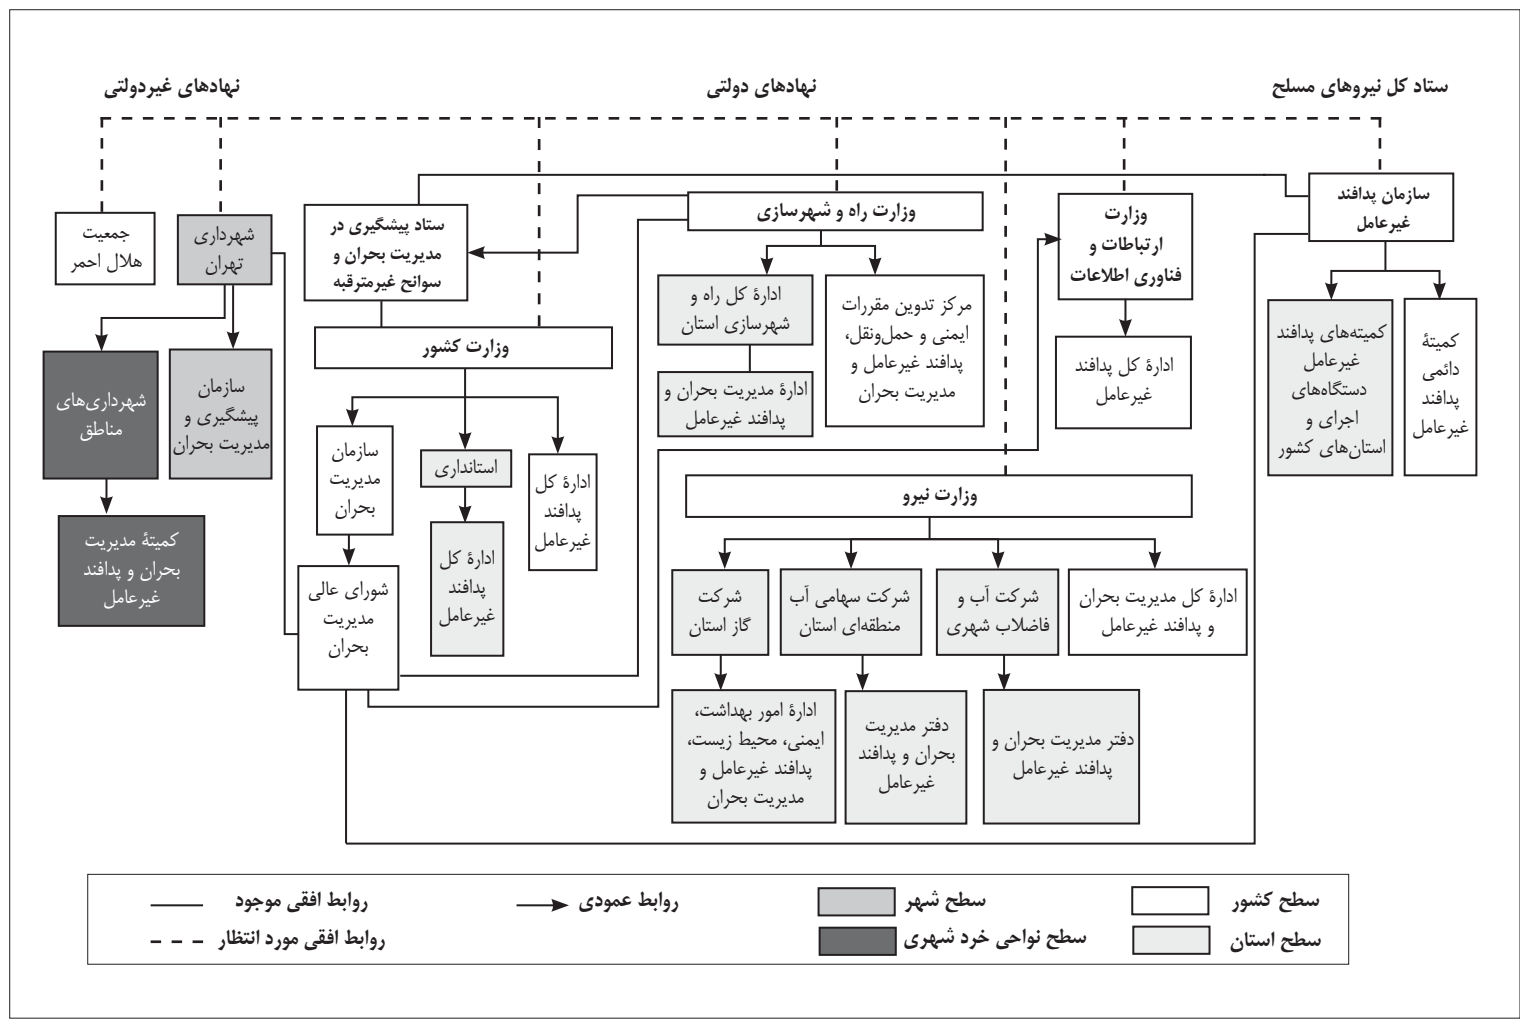 ستاد کل نیروهای مسلح
نهادهای دولتی
نهادهای غیردولتی
سازمان پدافند
غیرعامل
کمیتهٔ
دائمی
پدافند
غیرعامل
کمیته‌های پدافند
غیرعامل
دستگاه‌های
اجرای و
استان‌های کشور
وزارت
ارتباطات و
فناوری اطلاعات
ادارهٔ کل پدافند
غیرعامل
وزارت راه و شهرسازی
مرکز تدوین مقررات
ایمنی و حمل‌ونقل،
پدافند غیرعامل و
مدیریت بحران
ادارهٔ کل راه و
شهرسازی استان
ادارهٔ مدیریت بحران و
پدافند غیرعامل
وزارت نیرو
ادارهٔ کل مدیریت بحران
و پدافند غیرعامل
شرکت آب و
فاضلاب شهری
شرکت سهامی آب
منطقه‌ای استان
شرکت
گاز استان
دفتر مدیریت بحران و
پدافند غیرعامل
دفتر مدیریت
بحران و پدافند
غیرعامل
ادارهٔ امور بهداشت،
ایمنی، محیط زیست،
پدافند غیرعامل و
مدیریت بحران
ستاد پیشگیری در
مدیریت بحران و
سوانح غیرمترقبه
وزارت کشور
ادارهٔ کل
پدافند
غیرعامل
استانداری
ادارهٔ کل
پدافند
غیرعامل
سازمان
مدیریت
بحران
شورای عالی
مدیریت
بحران
شهرداری
تهران
جمعیت
هلال احمر
سازمان
پیشگیری و
مدیریت بحران
شهرداری‌های
مناطق
کمیتهٔ مدیریت
بحران و پدافند
غیرعامل
سطح کشور
سطح شهر
روابط عمودی
روابط افقی موجود
سطح استان
سطح نواحی خرد شهری
روابط افقی مورد انتظار